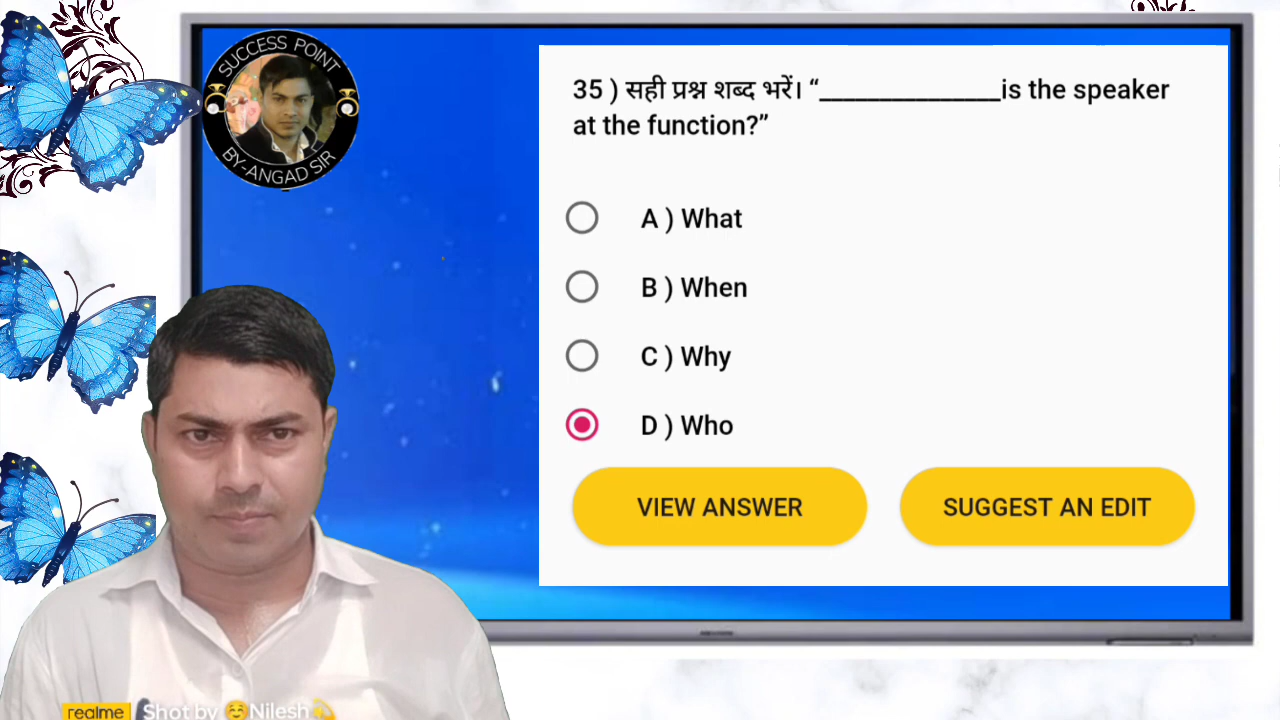 SUCCESS POINT
BY-ANGAD SIR
35 ) सही प्रश्न शब्द भरें। “_______________is the speaker
at the function?”
A ) What
B ) When
C ) Why
D ) Who
VIEW ANSWER
SUGGEST AN EDIT
realme Shot by 😊Nilesh💫